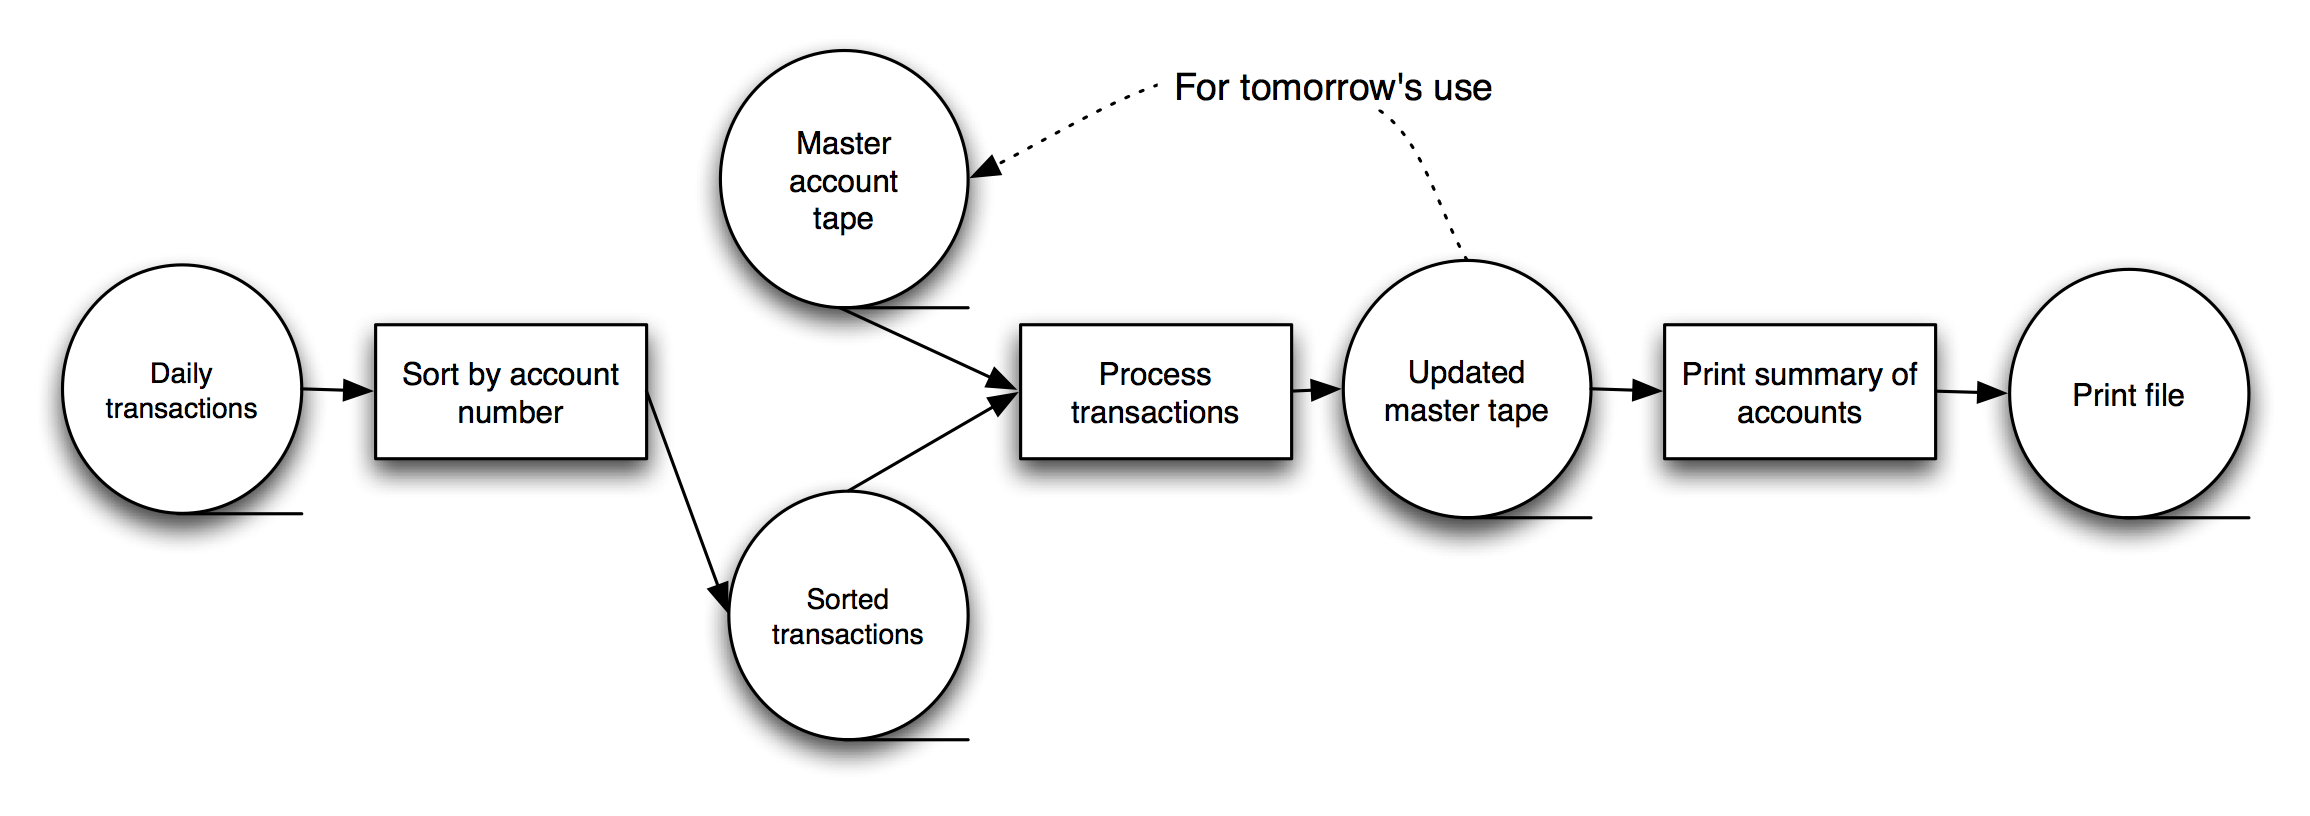 For tomorrow's use
Master
account
tape
Daily
transactions
Sort by account
number
Process
transactions
Updated
master tape
Print summary of
accounts
Print file
Sorted
transactions